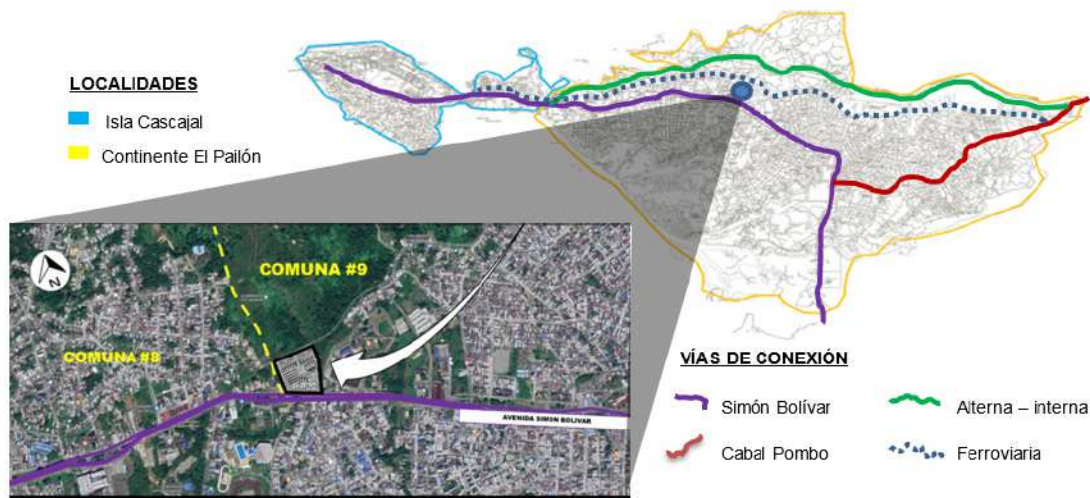 LOCALIDADES
Isla Cascajal
Continente El Pailón
COMUNA #9
N
COMUNA #8
AVENIDA SIMÓN BOLIVAR
VÍAS DE CONEXIÓN
Simón Bolívar
Alterna – interna
Cabal Pombo
Ferroviaria